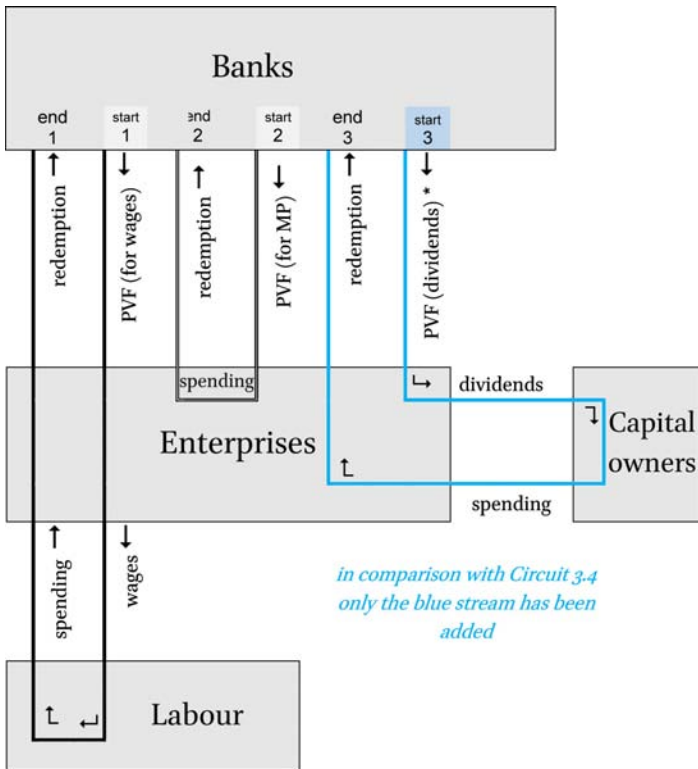 Banks
end
1
start
1
end
2
start
2
end
3
start
3
redemption
PVF (for wages)
redemption
PVF (for MP)
redemption
PVF (dividends) *
spending
dividends
Enterprises
Capital
owners
spending
spending
wages
in comparison with Circuit 3.4
only the blue stream has been
added
Labour